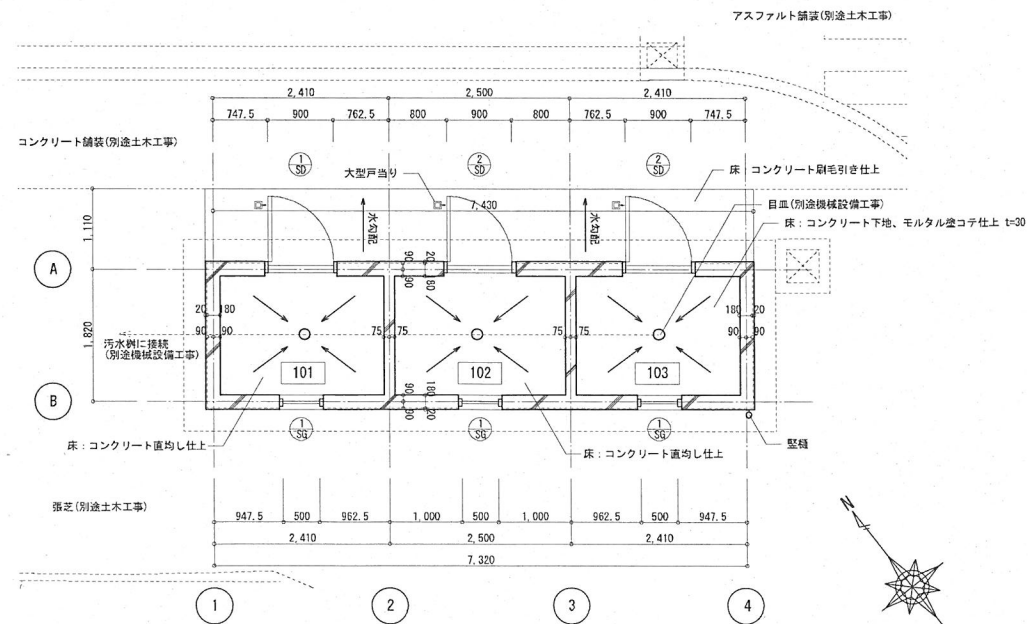 アスファルト舗装(別途土木工事)
2,410
2,500
2,410
747.5
900
762.5
800
900
800
762.5
900
747.5
コンクリート舗装(別途土木工事)
1
SD
2
SD
2
SD
大型戸当り
床：コンクリート刷毛引き仕上
7,430
目皿(別途機械設備工事)
床：コンクリート下地、モルタル塗コテ仕上 t=30
水勾配
水勾配
1,110
A
90
90
20
180
20
180
180
20
90
90
75
75
75
75
90
90
1,820
汚水桝に接続
(別途機械設備工事)
101
102
103
B
90
90
180
20
1
SG
1
SG
1
SG
竪樋
床：コンクリート直均し仕上
床：コンクリート直均し仕上
張芝(別途土木工事)
N
947.5
500
962.5
1,000
500
1,000
962.5
500
947.5
2,410
2,500
2,410
7,320
1
2
3
4